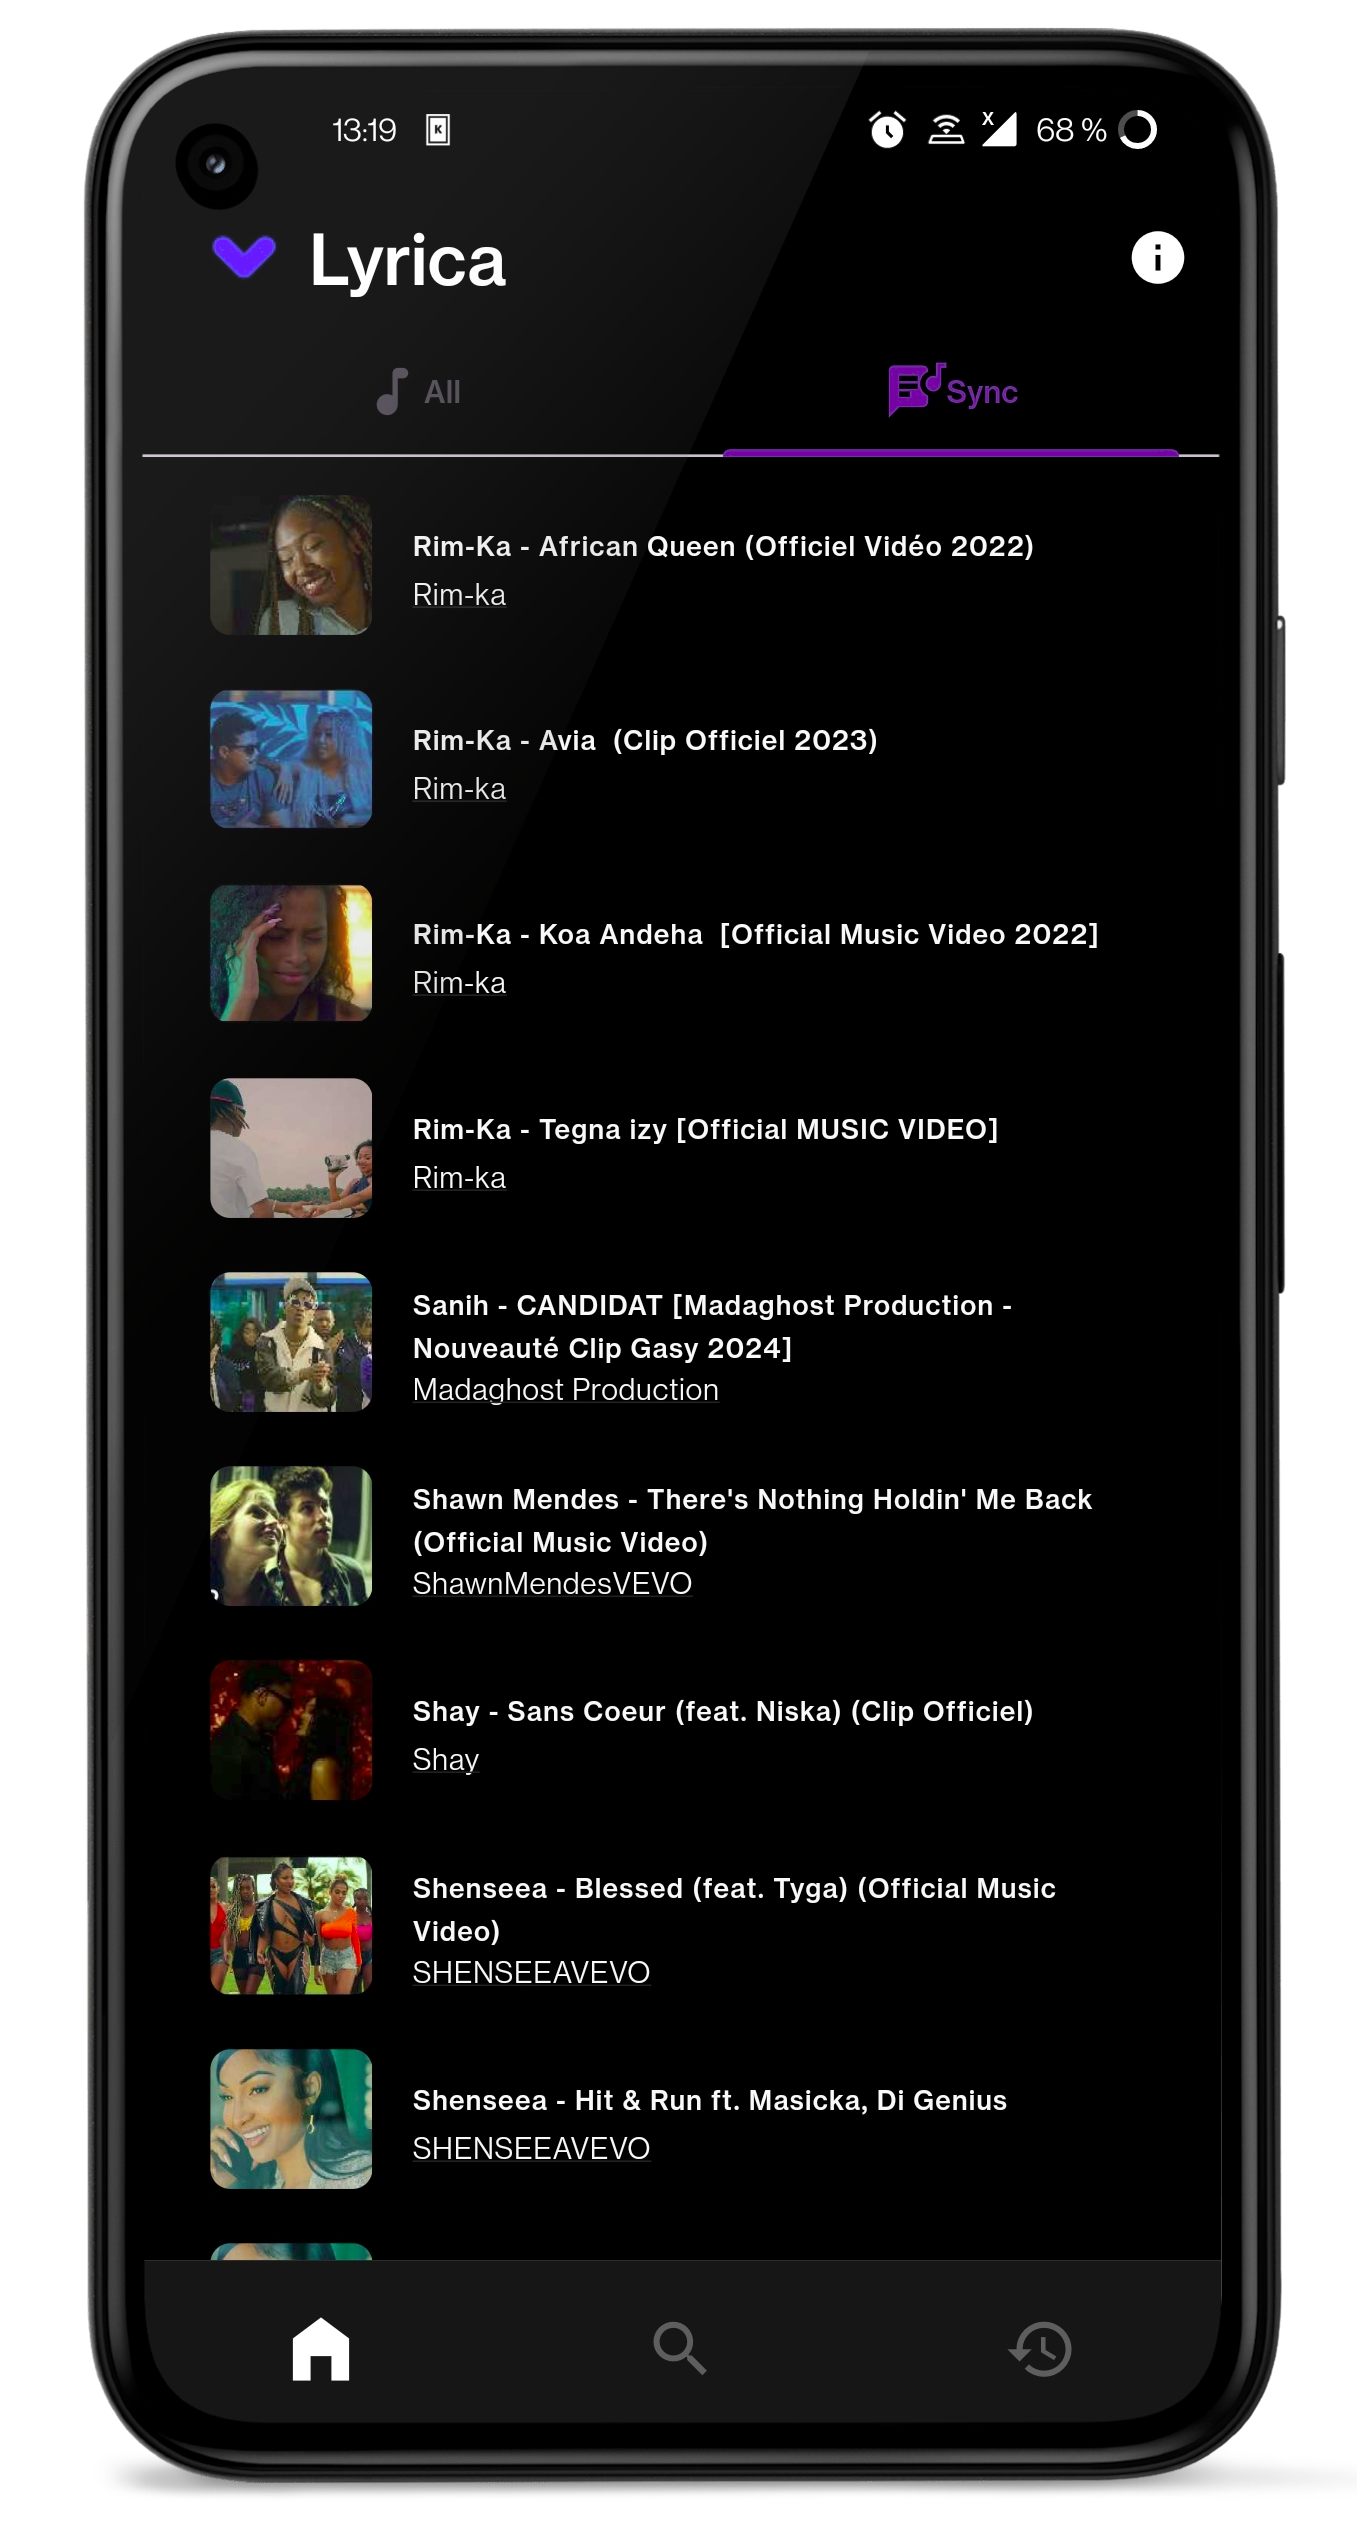 13:19
K
X
68 %
Lyrica
All
Sync
Rim-Ka - African Queen (Officiel Vidéo 2022)
Rim-ka
Rim-Ka - Avia  (Clip Officiel 2023)
Rim-ka
Rim-Ka - Koa Andeha  [Official Music Video 2022]
Rim-ka
Rim-Ka - Tegna izy [Official MUSIC VIDEO]
Rim-ka
Sanih - CANDIDAT [Madaghost Production -
Nouveauté Clip Gasy 2024]
Madaghost Production
Shawn Mendes - There's Nothing Holdin' Me Back
(Official Music Video)
ShawnMendesVEVO
Shay - Sans Coeur (feat. Niska) (Clip Officiel)
Shay
Shenseea - Blessed (feat. Tyga) (Official Music
Video)
SHENSEEAVEVO
Shenseea - Hit & Run ft. Masicka, Di Genius
SHENSEEAVEVO